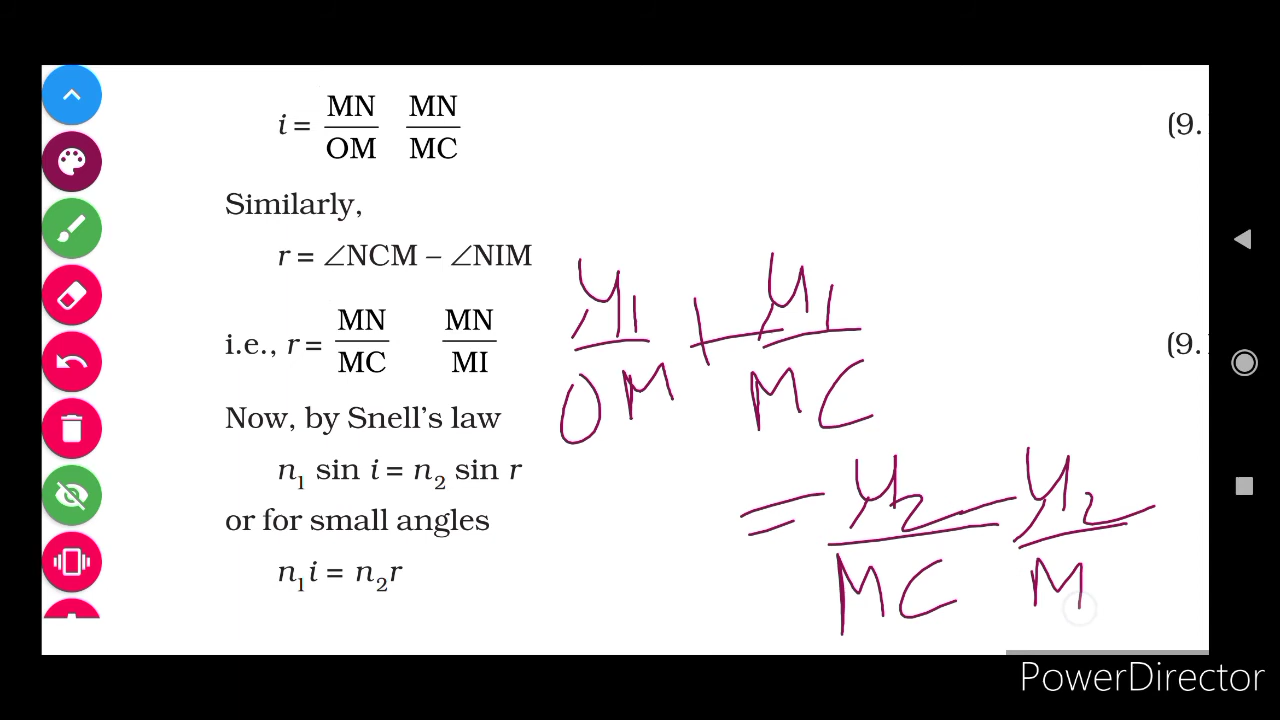 i = MN/OM MN/MC (9.
Similarly,
r = ∠NCM – ∠NIM
i.e., r = MN/MC MN/MI (9.
μ1/OM + μ1/MC
Now, by Snell's law
n1 sin i = n2 sin r
= μ2/MC - μ2/M
or for small angles
n1i = n2r
PowerDirector